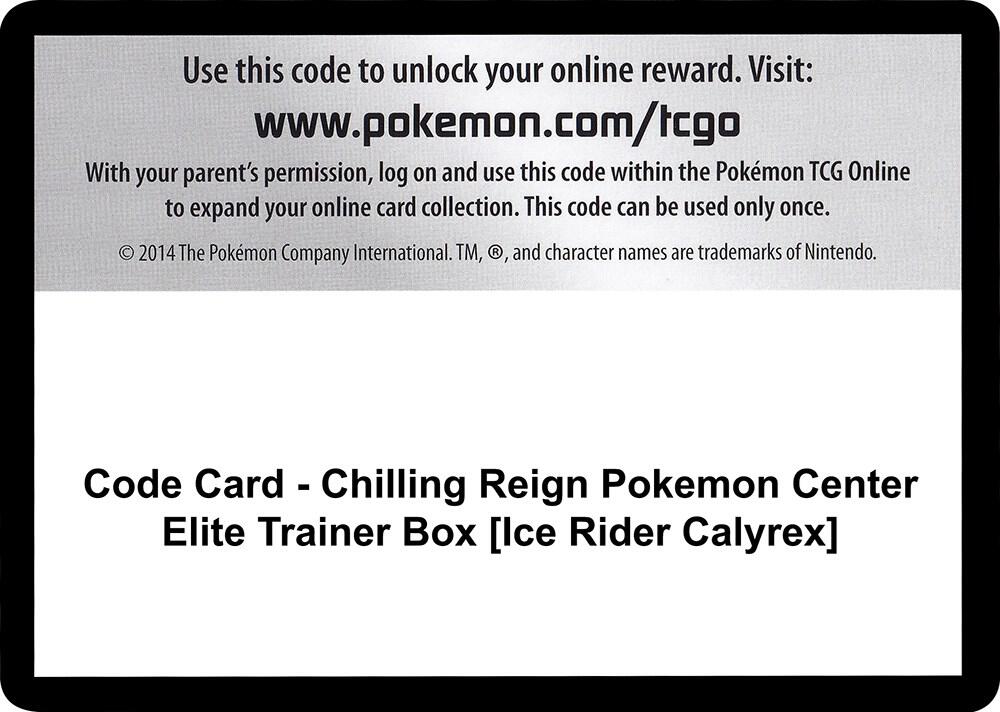 Use this code to unlock your online reward. Visit:
www.pokemon.com/tcgo
With your parent's permission, log on and use this code within the Pokémon TCG Online
to expand your online card collection. This code can be used only once.
© 2014 The Pokémon Company International. TM, ®, and character names are trademarks of Nintendo.
Code Card - Chilling Reign Pokemon Center
Elite Trainer Box [Ice Rider Calyrex]